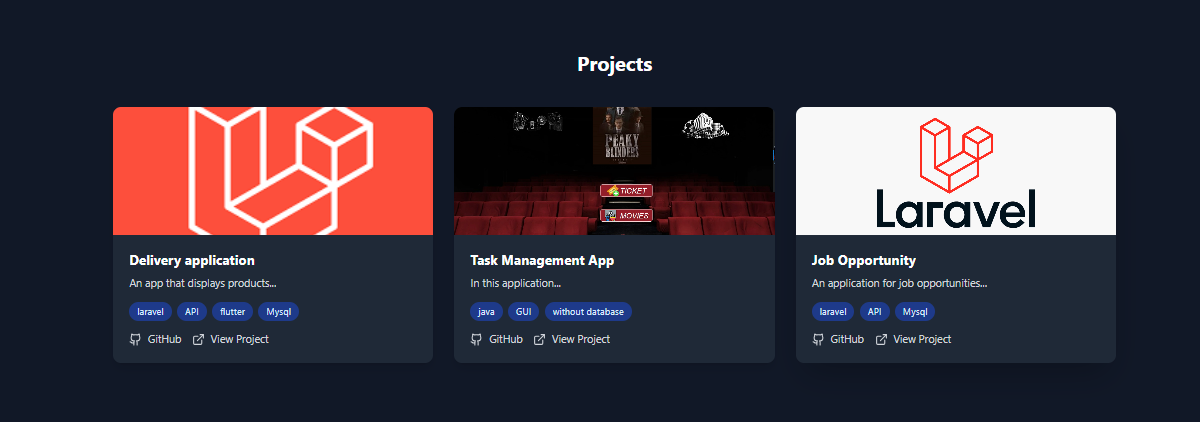 Projects
PEAKY
BLINDERS
TICKET
MOVIES
Laravel
Delivery application
An app that displays products...
laravel API flutter Mysql
GitHub View Project
Task Management App
In this application...
java GUI without database
GitHub View Project
Job Opportunity
An application for job opportunities...
laravel API Mysql
GitHub View Project